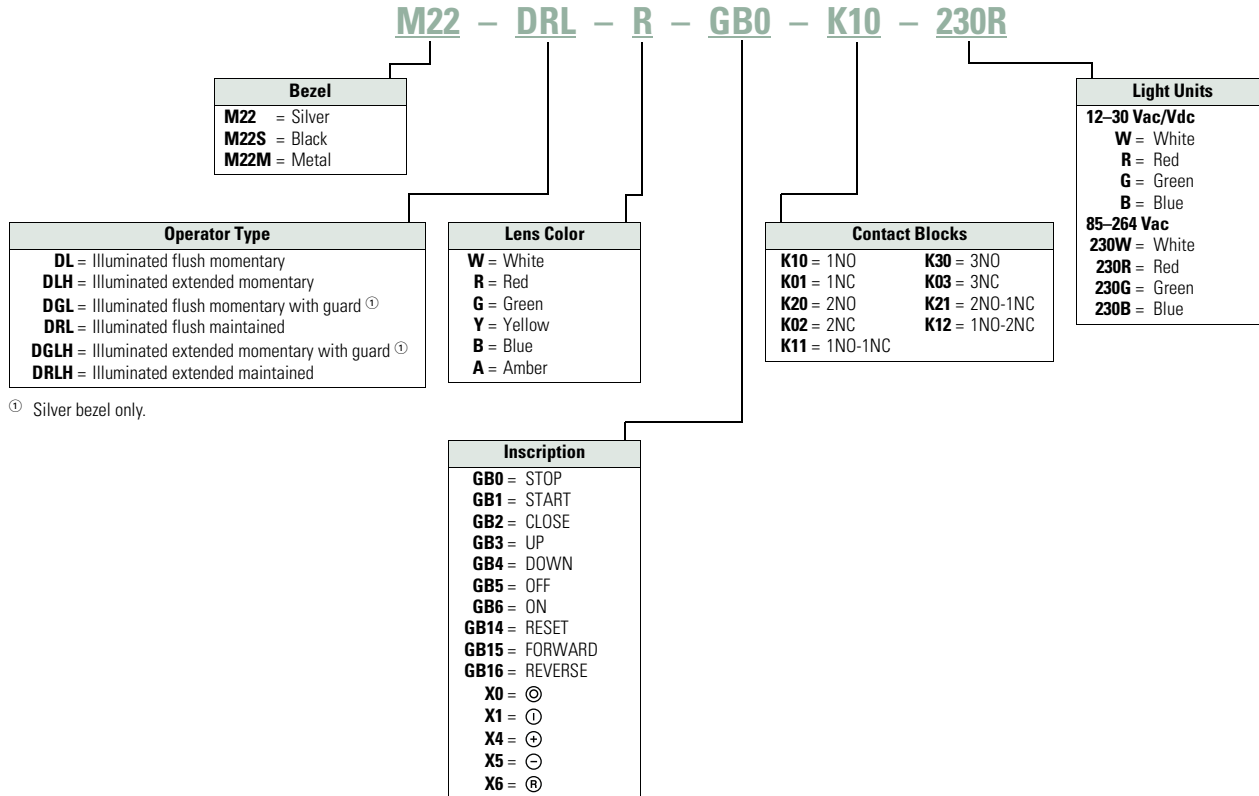 M22 – DRL – R – GB0 – K10 – 230R
Bezel
M22 = Silver
M22S = Black
M22M = Metal
Light Units
12–30 Vac/Vdc
W = White
R = Red
G = Green
B = Blue
85–264 Vac
230W = White
230R = Red
230G = Green
230B = Blue
Operator Type
DL = Illuminated flush momentary
DLH = Illuminated extended momentary
DGL = Illuminated flush momentary with guard ①
DRL = Illuminated flush maintained
DGLH = Illuminated extended momentary with guard ①
DRLH = Illuminated extended maintained
① Silver bezel only.
Lens Color
W = White
R = Red
G = Green
Y = Yellow
B = Blue
A = Amber
Contact Blocks
K10 = 1NO K30 = 3NO
K01 = 1NC K03 = 3NC
K20 = 2NO K21 = 2NO-1NC
K02 = 2NC K12 = 1NO-2NC
K11 = 1NO-1NC
Inscription
GB0 = STOP
GB1 = START
GB2 = CLOSE
GB3 = UP
GB4 = DOWN
GB5 = OFF
GB6 = ON
GB14 = RESET
GB15 = FORWARD
GB16 = REVERSE
X0 = ◎
X1 = Ⓘ
X4 = ⊕
X5 = ⊖
X6 = Ⓡ